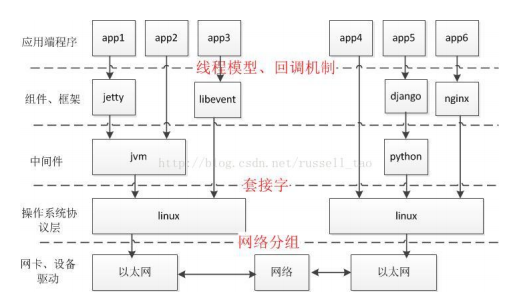 应用端程序 app1 app2 app3 app4 app5 app6
线程模型、回调机制
组件、框架 jetty libevent django nginx
中间件 jvm python
http://blog.csdn.net/russell_tao
套接字
操作系统协议层 linux linux
网络分组
网卡、设备驱动 以太网 网络 以太网